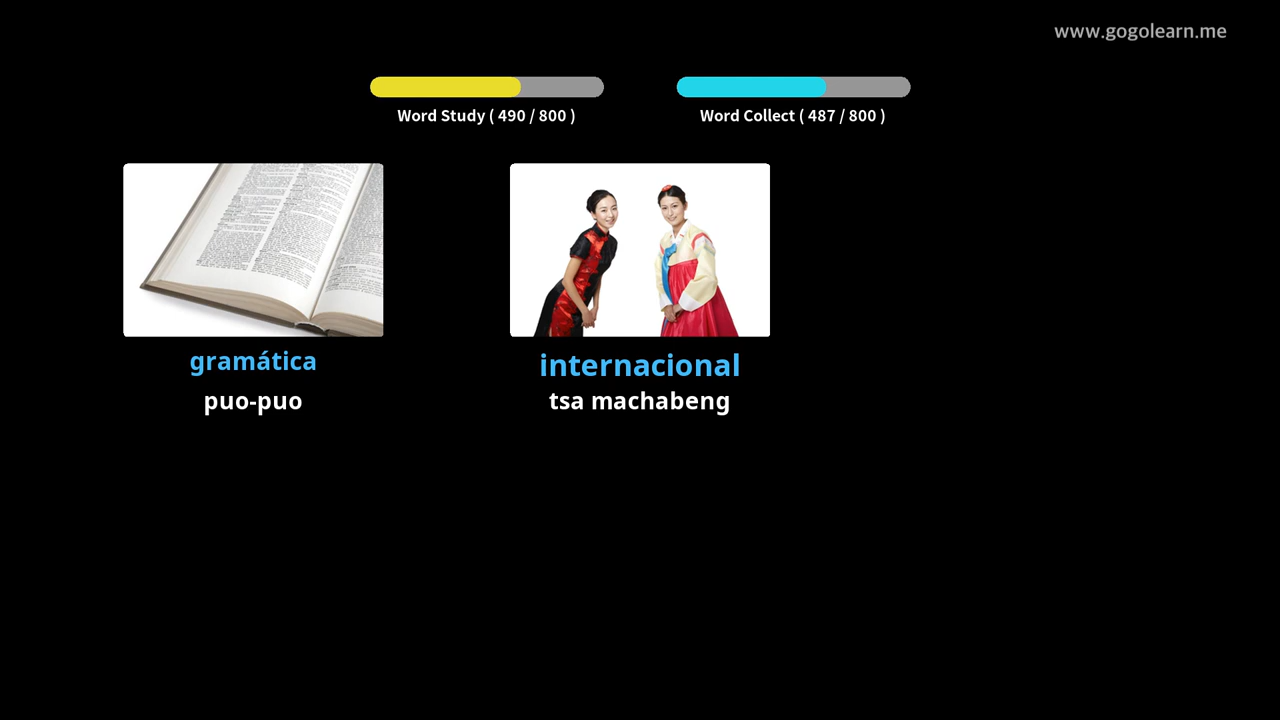 www.gogolearn.me
Word Study ( 490 / 800 )
Word Collect ( 487 / 800 )
gramática
puo-puo
internacional
tsa machabeng